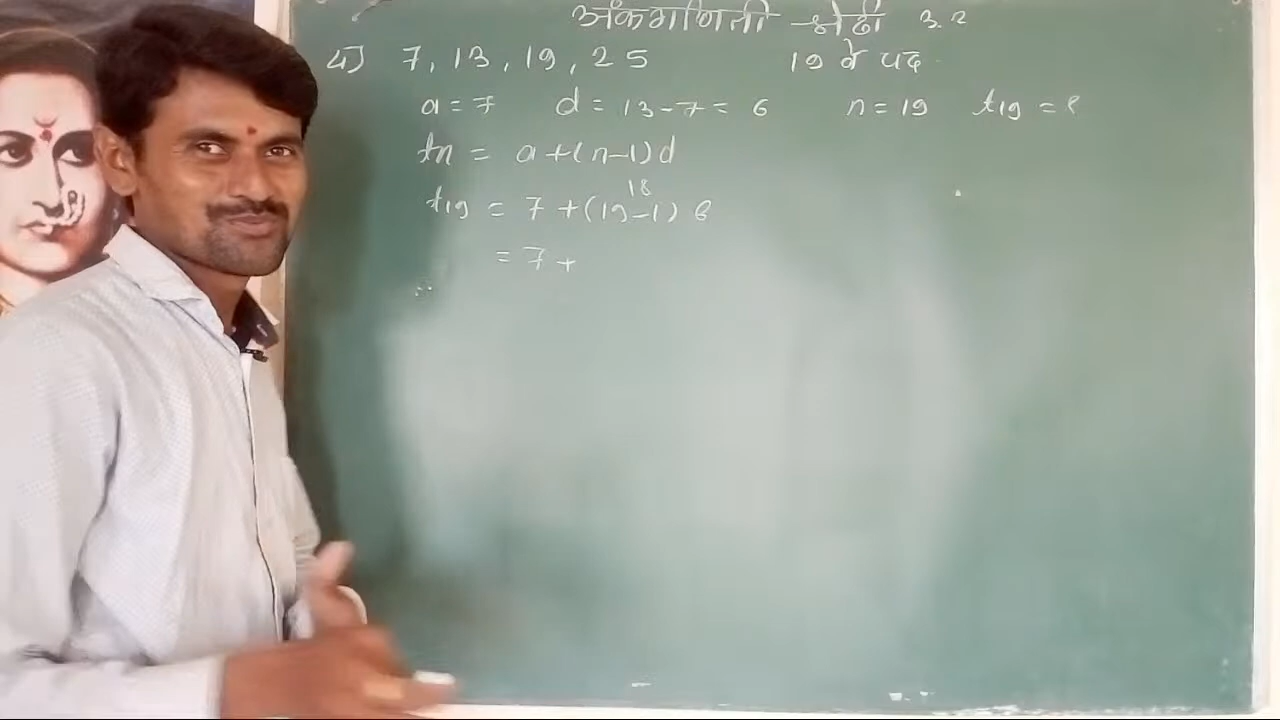 अंकगणिती श्रेढी 3.2
4) 7, 13, 19, 25 19 वे पद
a = 7 d = 13-7 = 6 n = 19 t19 = ?
tn = a+(n-1)d
18
t19 = 7+(19-1) 6
= 7 +
∴